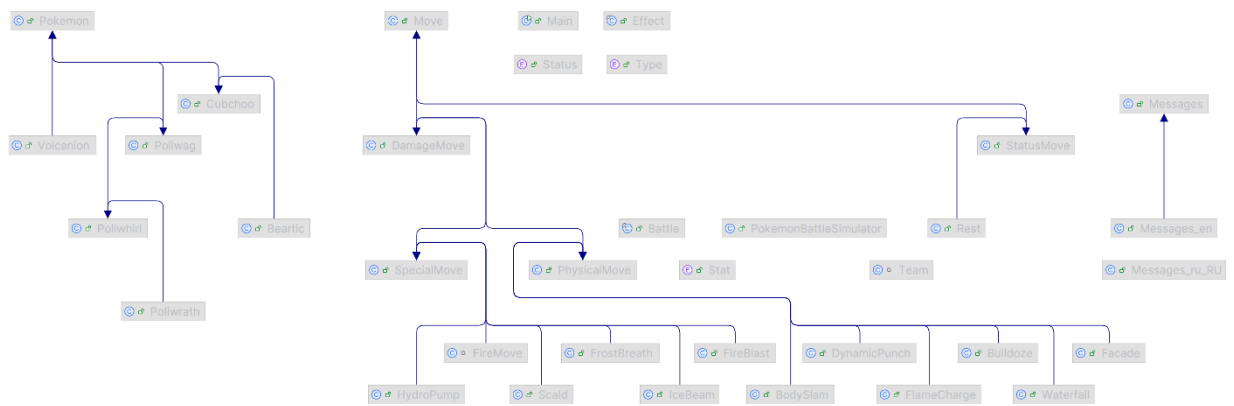 Pokemon
Move
Main
Effect
Status
Type
Cubchoo
Messages
Volcanion
Poliwag
DamageMove
StatusMove
Poliwhirl
Beartic
Battle
PokemonBattleSimulator
Rest
Messages_en
SpecialMove
PhysicalMove
Stat
Team
Messages_ru_RU
Poliwrath
FireMove
FrostBreath
FireBlast
DynamicPunch
Bulldoze
Facade
HydroPump
Scald
IceBeam
BodySlam
FlameCharge
Waterfall